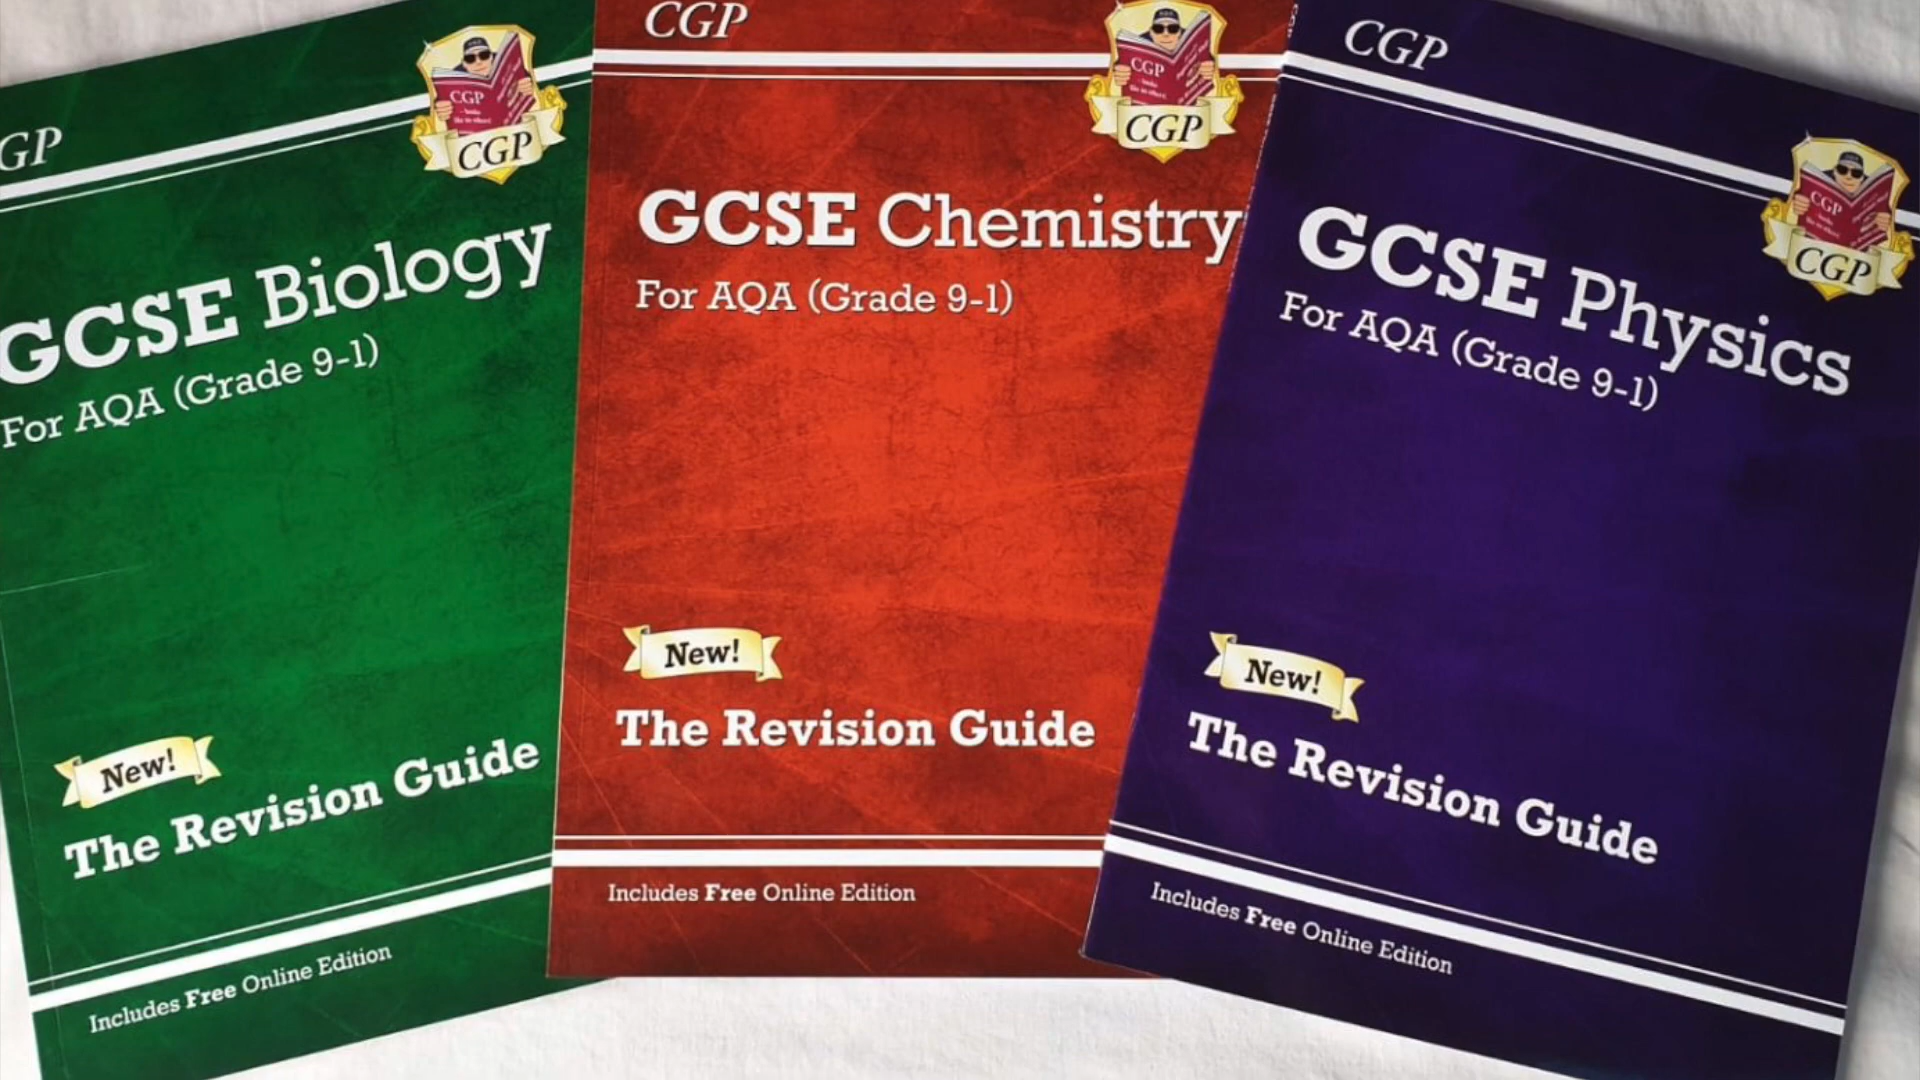 GP
CGP
CGP
GCSE Biology
For AQA (Grade 9-1)
New!
The Revision Guide
Includes Free Online Edition
CGP
CGP
CGP
GCSE Chemistry
For AQA (Grade 9-1)
New!
The Revision Guide
Includes Free Online Edition
CGP
CGP
CGP
GCSE Physics
For AQA (Grade 9-1)
New!
The Revision Guide
Includes Free Online Edition